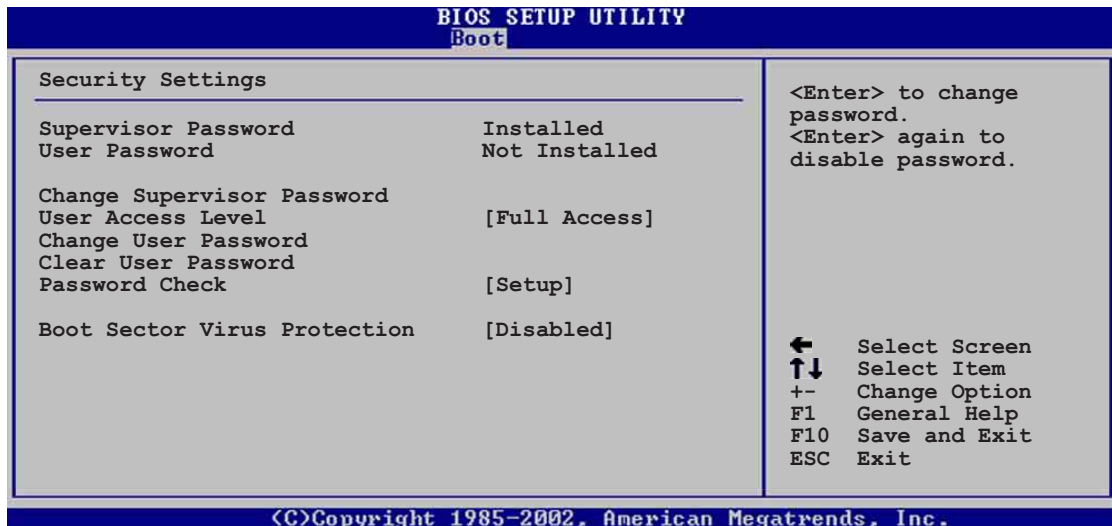 BIOS SETUP UTILITY
Boot
Security Settings
Supervisor Password Installed
User Password Not Installed
Change Supervisor Password
User Access Level [Full Access]
Change User Password
Clear User Password
Password Check [Setup]
Boot Sector Virus Protection [Disabled]
<Enter> to change
password.
<Enter> again to
disable password.
← Select Screen
↑↓ Select Item
+- Change Option
F1 General Help
F10 Save and Exit
ESC Exit
(C)Copyright 1985-2002, American Megatrends, Inc.